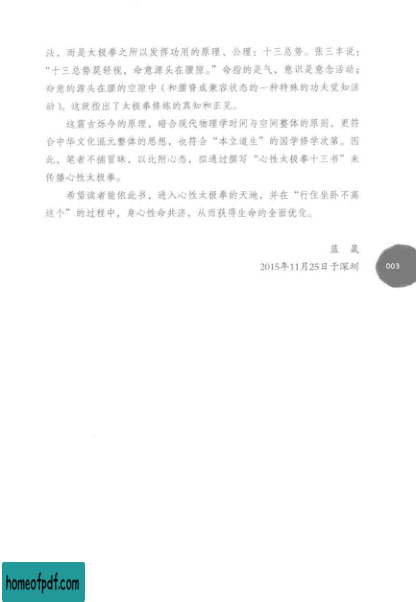 法，而是太极拳之所以发挥功用的原理、公理：十三总势。张三丰说：
“十三总势莫轻视，命意源头在腰隙。”命指的是气，意识是意念活动；
命意的源头在腰的空隙中（和腰脊成兼容状态的一种特殊的功夫觉知活
动）。这就指出了太极拳修炼的真知和正见。
这震古烁今的原理，暗合现代物理学时间与空间整体的原则，更符
合中华文化混元整体的思想，也符合“本立道生”的国学修学次第。因
此，笔者不揣冒昧，以比附心态，拟通过撰写“心性太极拳十三书”来
传播心性太极拳。
希望读者能依此书，进入心性太极拳的天地，并在“行住坐卧不离
这个”的过程中，身心性命共济，从而获得生命的全面优化。
蓝 晟
2015年11月25日于深圳
003
homeofpdf.com